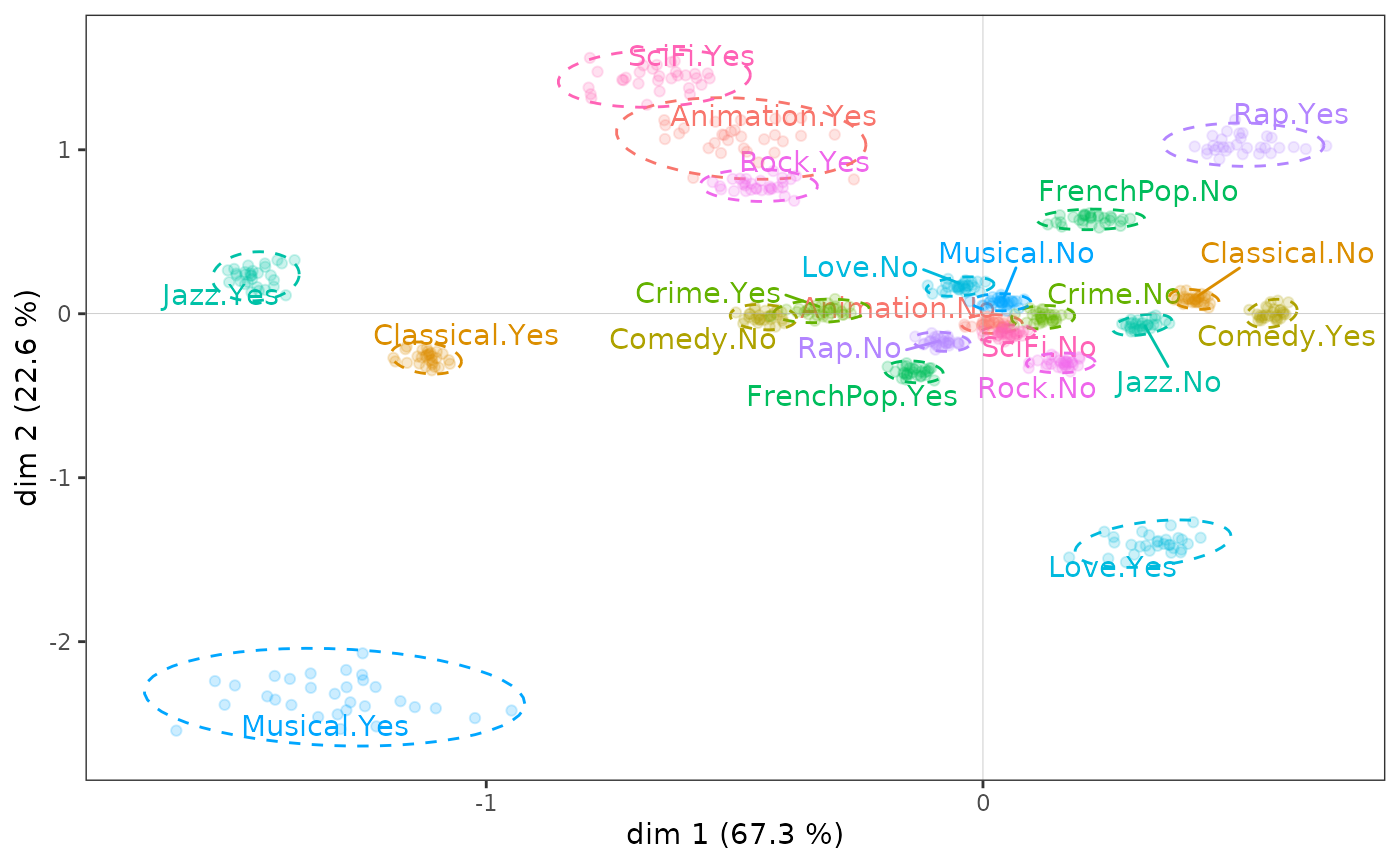 SciFi.Yes
Animation.Yes
Rap.Yes
Rock.Yes
1
FrenchPop.No
Musical.No
Classical.No
Love.No
Jazz.Yes
Crime.Yes
Crime.No
Animation.No
0
Classical.Yes
Comedy.No
Comedy.Yes
Rap.No
SciFi.No
Jazz.No
Rock.No
FrenchPop.Yes
dim 2 (22.6 %)
-1
Love.Yes
-2
Musical.Yes
-1
0
dim 1 (67.3 %)